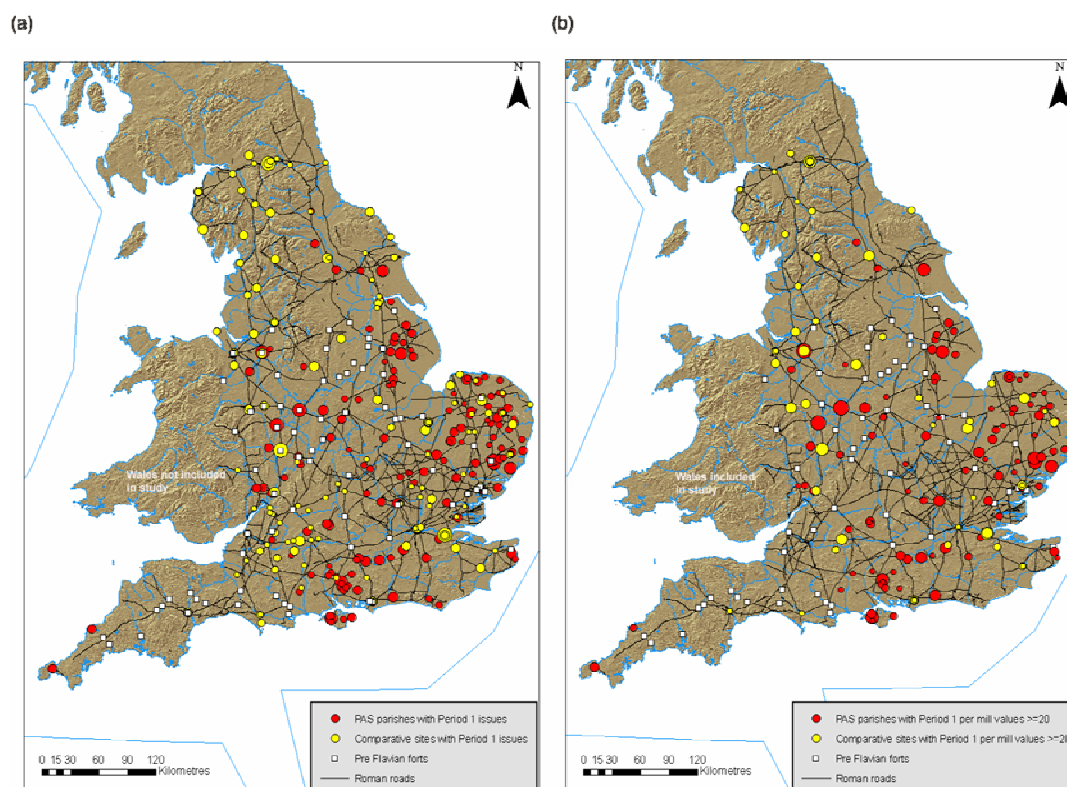 (a)
(b)
N
N
Wales not included
in study
Wales included
in study
PAS parishes with Period 1 issues
Comparative sites with Period 1 issues
Pre Flavian forts
Roman roads
0 15 30 60 90 120
Kilometres
PAS parishes with Period 1 per mill values >=20
Comparative sites with Period 1 per mill values >=20
Pre Flavian forts
Roman roads
0 15 30 60 90 120
Kilometres